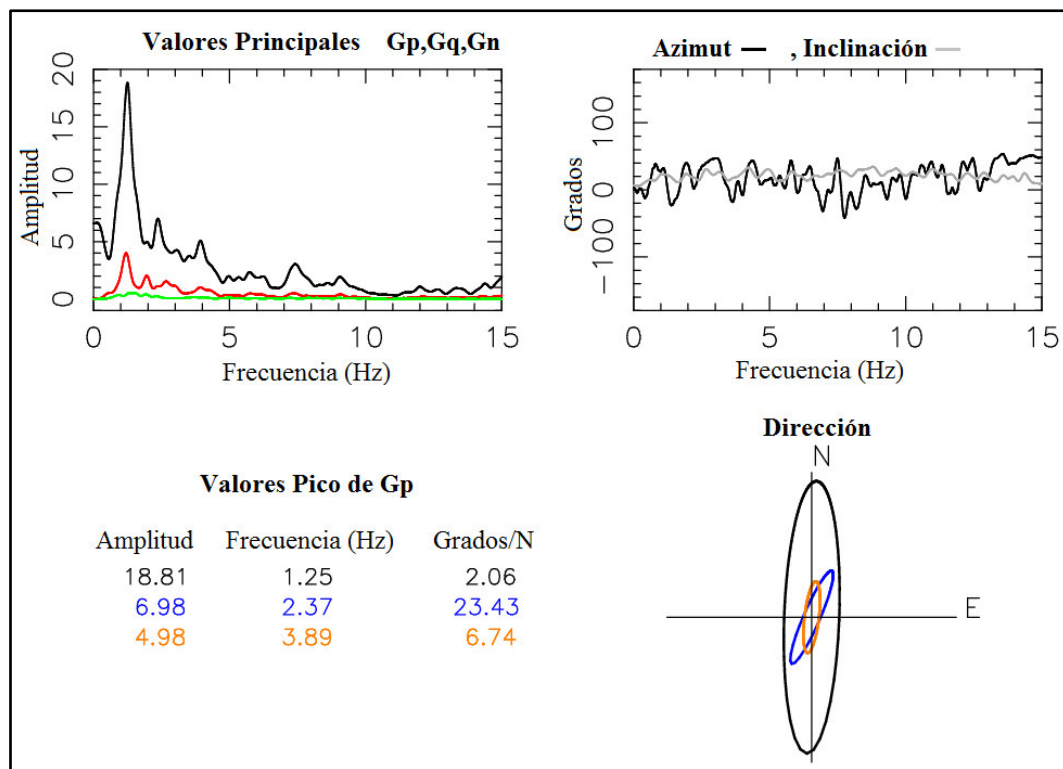 Valores Principales Gp,Gq,Gn
Amplitud
20
15
10
5
0
0 5 10 15
Frecuencia (Hz)
Azimut — , Inclinación —
Grados
100
0
−100
0 5 10 15
Frecuencia (Hz)
Valores Pico de Gp
Amplitud Frecuencia (Hz) Grados/N
18.81 1.25 2.06
6.98 2.37 23.43
4.98 3.89 6.74
Dirección
N
E